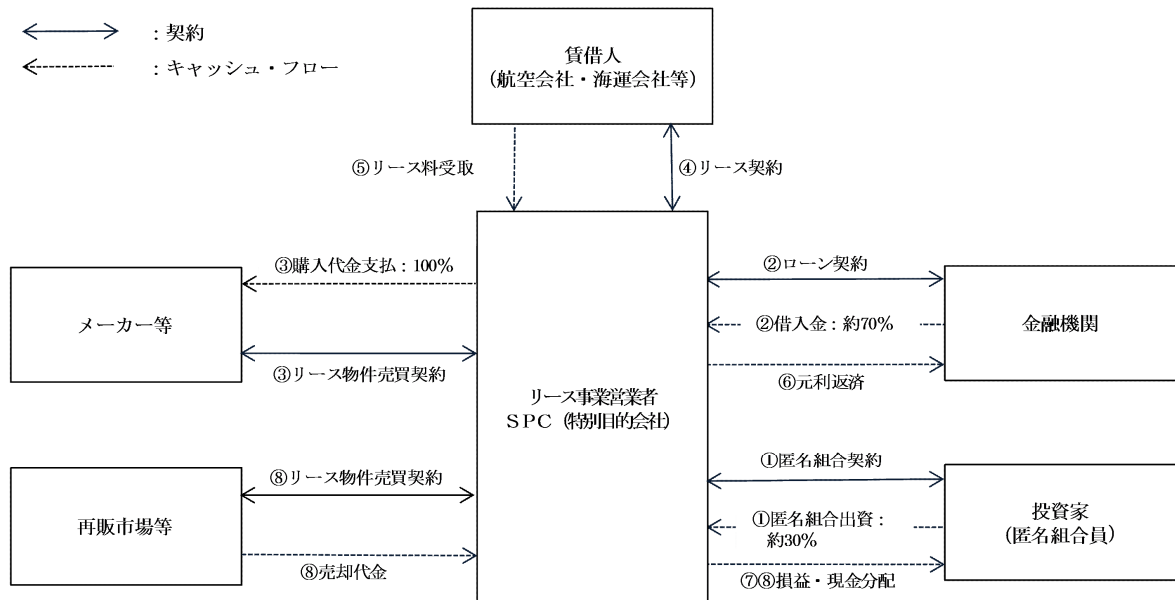 ：契約
：キャッシュ・フロー
賃借人
（航空会社・海運会社等）
⑤リース料受取
④リース契約
③購入代金支払：100%
②ローン契約
メーカー等
②借入金：約70%
金融機関
③リース物件売買契約
⑥元利返済
リース事業営業者
ＳＰＣ（特別目的会社）
⑧リース物件売買契約
①匿名組合契約
再販市場等
①匿名組合出資：
約30%
投資家
（匿名組合員）
⑧売却代金
⑦⑧損益・現金分配